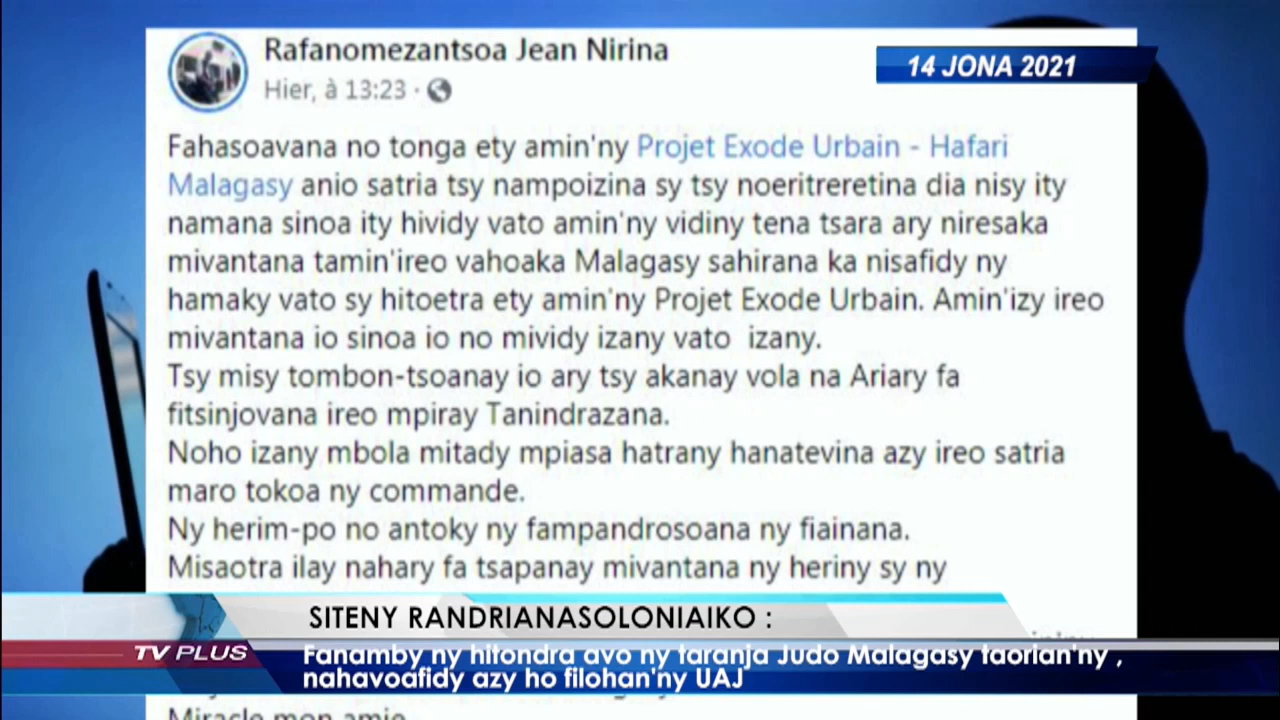 Rafanomezantsoa Jean Nirina
Hier, à 13:23 ·
14 JONA 2021
Fahasoavana no tonga ety amin'ny Projet Exode Urbain - Hafari
Malagasy anio satria tsy nampoizina sy tsy noeritreretina dia nisy ity
namana sinoa ity hividy vato amin'ny vidiny tena tsara ary niresaka
mivantana tamin'ireo vahoaka Malagasy sahirana ka nisafidy ny
hamaky vato sy hitoetra ety amin'ny Projet Exode Urbain. Amin'izy ireo
mivantana io sinoa io no mividy izany vato izany.
Tsy misy tombon-tsoanay io ary tsy akanay vola na Ariary fa
fitsinjovana ireo mpiray Tanindrazana.
Noho izany mbola mitady mpiasa hatrany hanatevina azy ireo satria
maro tokoa ny commande.
Ny herim-po no antoky ny fampandrosoana ny fiainana.
Misaotra ilay nahary fa tsapanay mivantana ny heriny sy ny
SITENY RANDRIANASOLONIAIKO :
TV PLUS
Fanamby ny hitondra avo ny taranja Judo Malagasy taorian'ny ,
nahavoafidy azy ho filohan'ny UAJ
Miracle mon amie